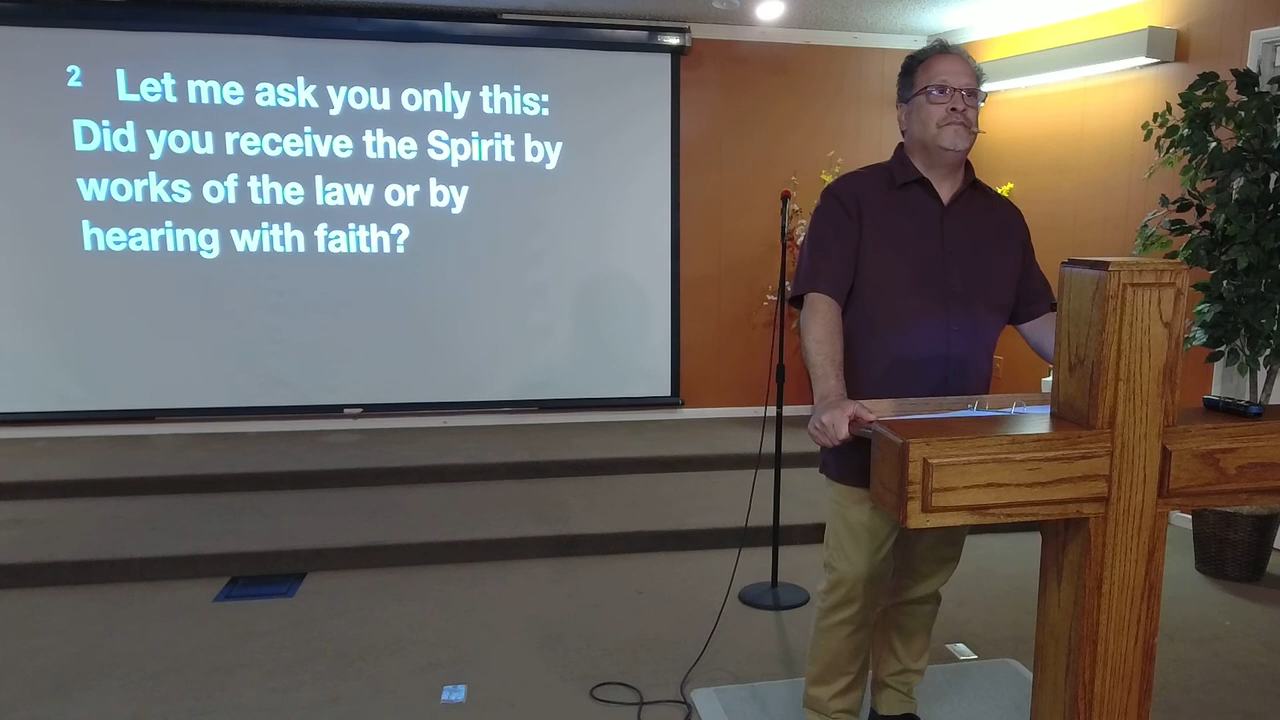 2 Let me ask you only this:
Did you receive the Spirit by
works of the law or by
hearing with faith?